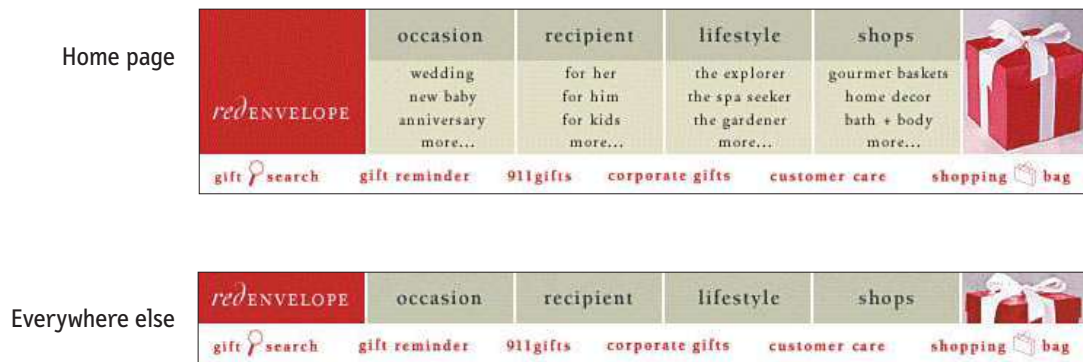 Home page
occasion recipient lifestyle shops
wedding for her the explorer gourmet baskets
new baby for him the spa seeker home decor
redENVELOPE
anniversary for kids the gardener bath + body
more... more... more... more...
gift search gift reminder 911gifts corporate gifts customer care shopping bag
Everywhere else
redENVELOPE occasion recipient lifestyle shops
gift search gift reminder 911gifts corporate gifts customer care shopping bag